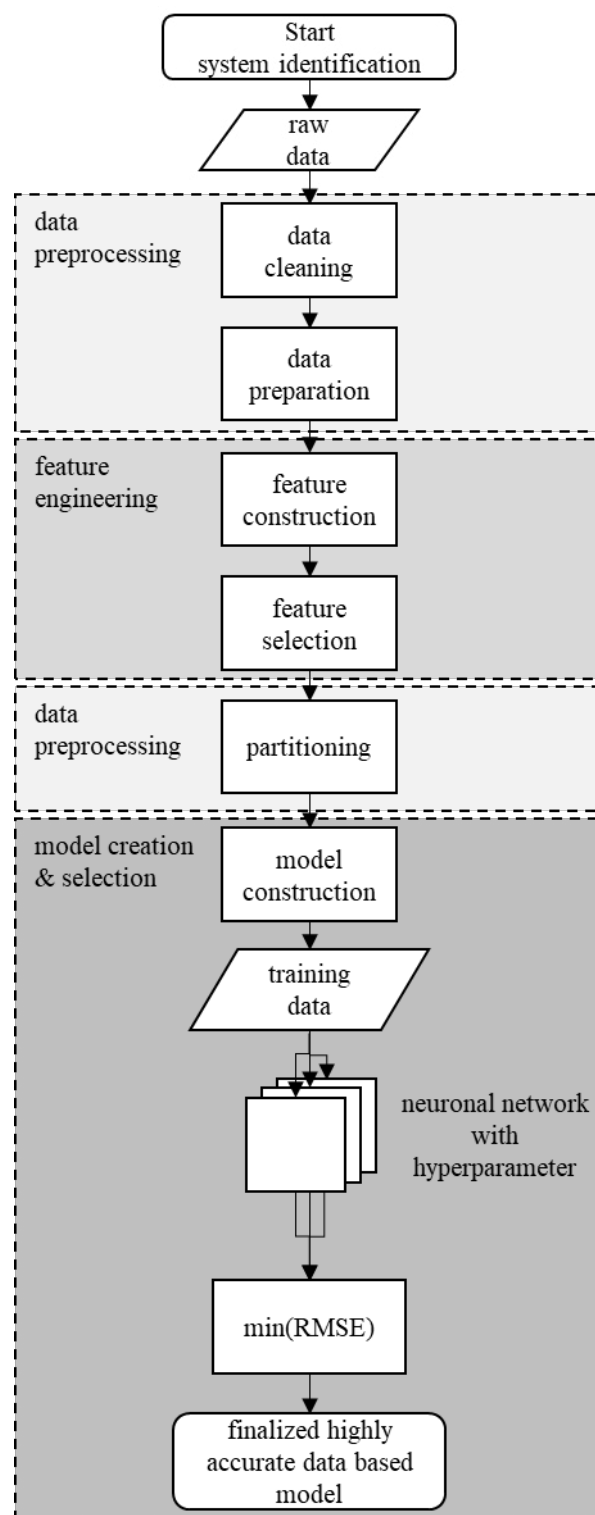 Start
system identification
raw
data
data
preprocessing
data
cleaning
data
preparation
feature
engineering
feature
construction
feature
selection
data
preprocessing
partitioning
model creation
& selection
model
construction
training
data
neuronal network
with
hyperparameter
min(RMSE)
finalized highly
accurate data based
model